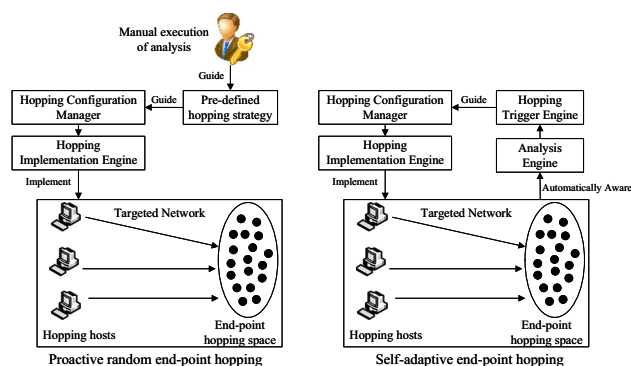 Manual execution
of analysis
Guide
Hopping Configuration
Manager
Guide
Pre-defined
hopping strategy
Hopping
Implementation Engine
Implement
Targeted Network
Hopping hosts
End-point
hopping space
Proactive random end-point hopping
Hopping Configuration
Manager
Guide
Hopping
Trigger Engine
Hopping
Implementation Engine
Analysis
Engine
Implement
Automatically Aware
Targeted Network
Hopping hosts
End-point
hopping space
Self-adaptive end-point hopping